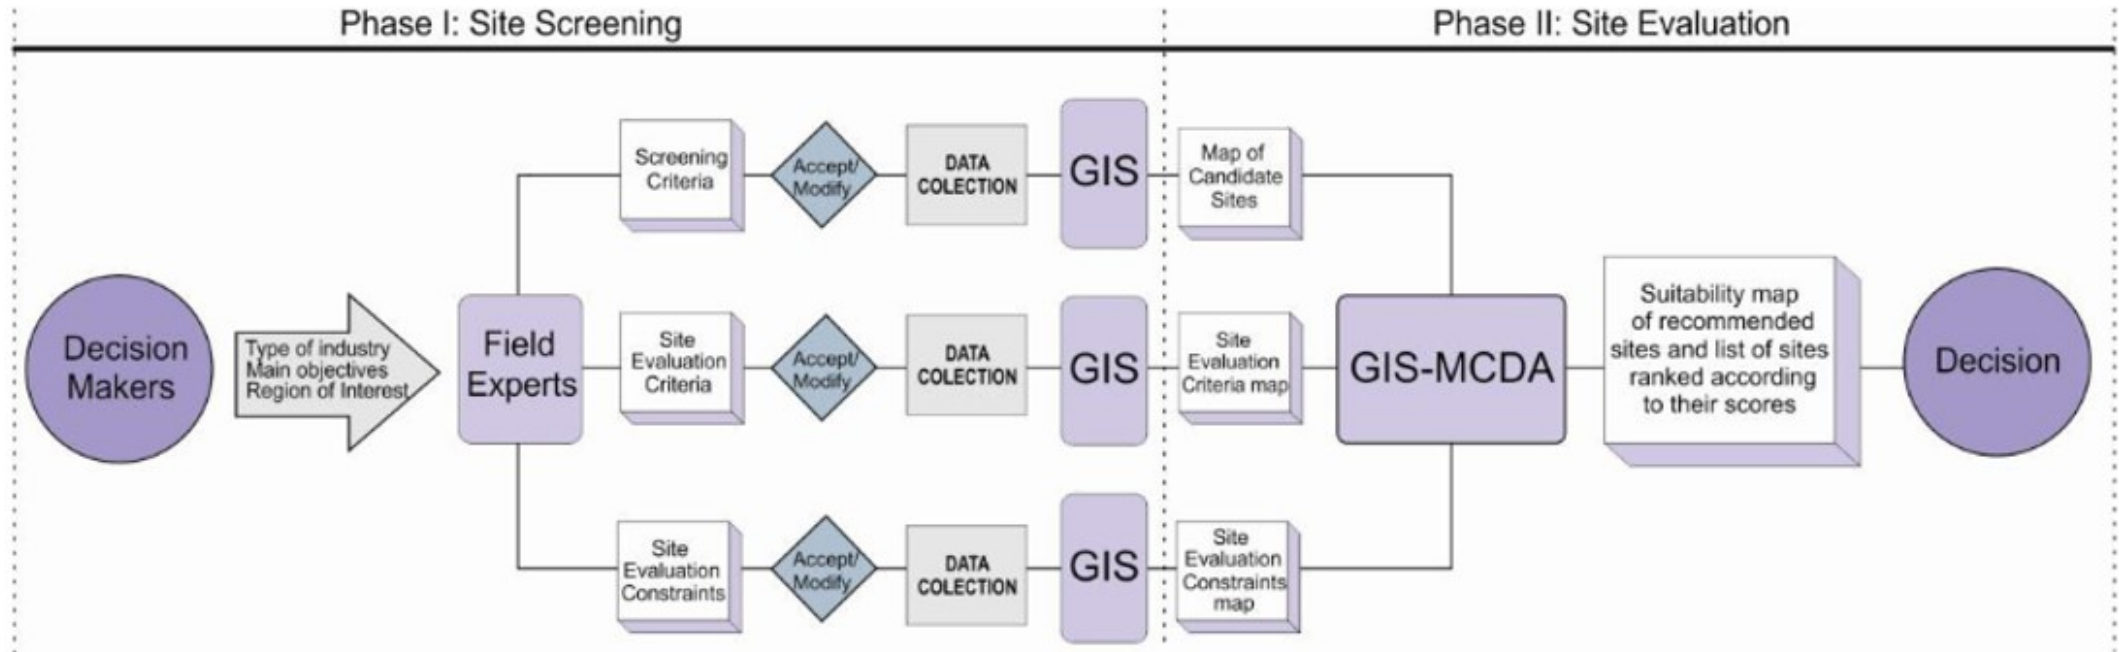 Phase I: Site Screening
Phase II: Site Evaluation
Decision
Makers
Type of industry
Main objectives
Region of Interest
Field
Experts
Screening
Criteria
Accept/
Modify
DATA
COLECTION
GIS
Map of
Candidate
Sites
Site
Evaluation
Criteria
Accept/
Modify
DATA
COLECTION
GIS
Site
Evaluation
Criteria map
Site
Evaluation
Constraints
Accept/
Modify
DATA
COLECTION
GIS
Site
Evaluation
Constraints
map
GIS-MCDA
Suitability map
of recommended
sites and list of sites
ranked according
to their scores
Decision